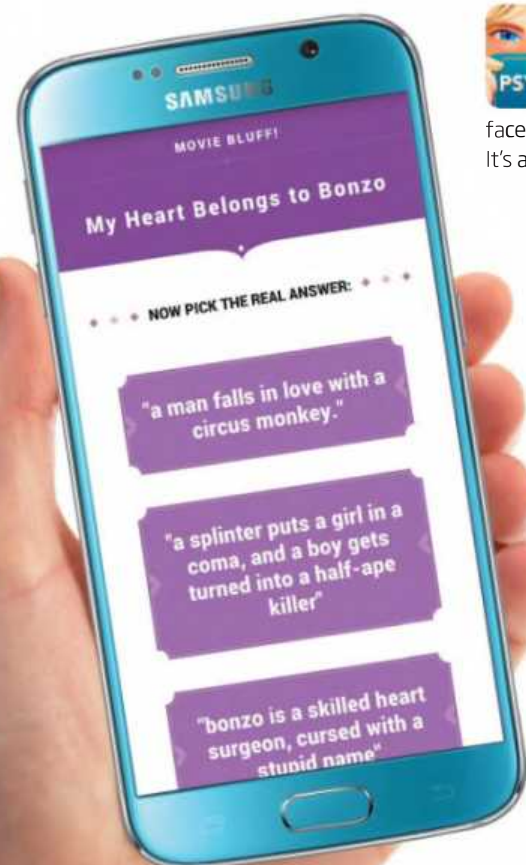 PSY
face
It's a
SAMSUNG
MOVIE BLUFF!
My Heart Belongs to Bonzo
NOW PICK THE REAL ANSWER:
"a man falls in love with a
circus monkey."
"a splinter puts a girl in a
coma, and a boy gets
turned into a half-ape
killer"
"bonzo is a skilled heart
surgeon, cursed with a
stupid name"